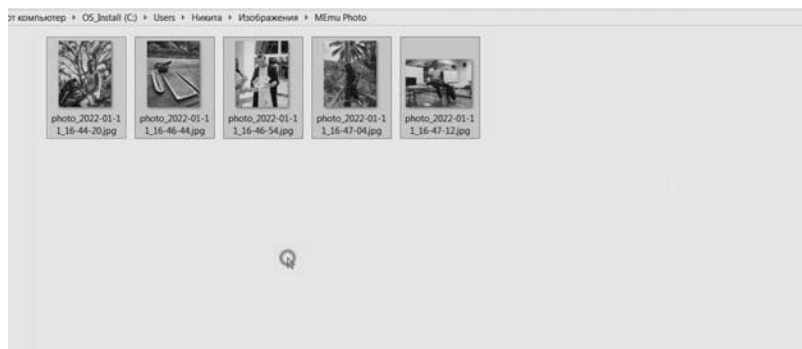 от компьютер ▸ OS_Install (C:) ▸ Users ▸ Никита ▸ Изображения ▸ MEmu Photo
photo_2022-01-1 photo_2022-01-1 photo_2022-01-1 photo_2022-01-1 photo_2022-01-1
1_16-44-20.jpg 1_16-46-44.jpg 1_16-46-54.jpg 1_16-47-04.jpg 1_16-47-12.jpg